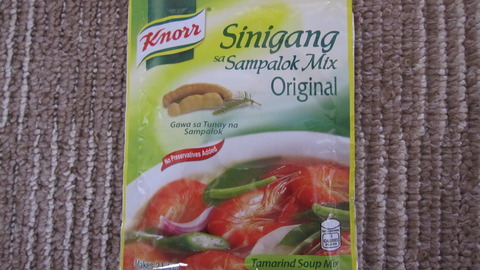 Knorr
Sinigang
sa Sampalok Mix
Original
Gawa sa Tunay na
Sampalok
No Preservatives Added
Tamarind Soup Mix